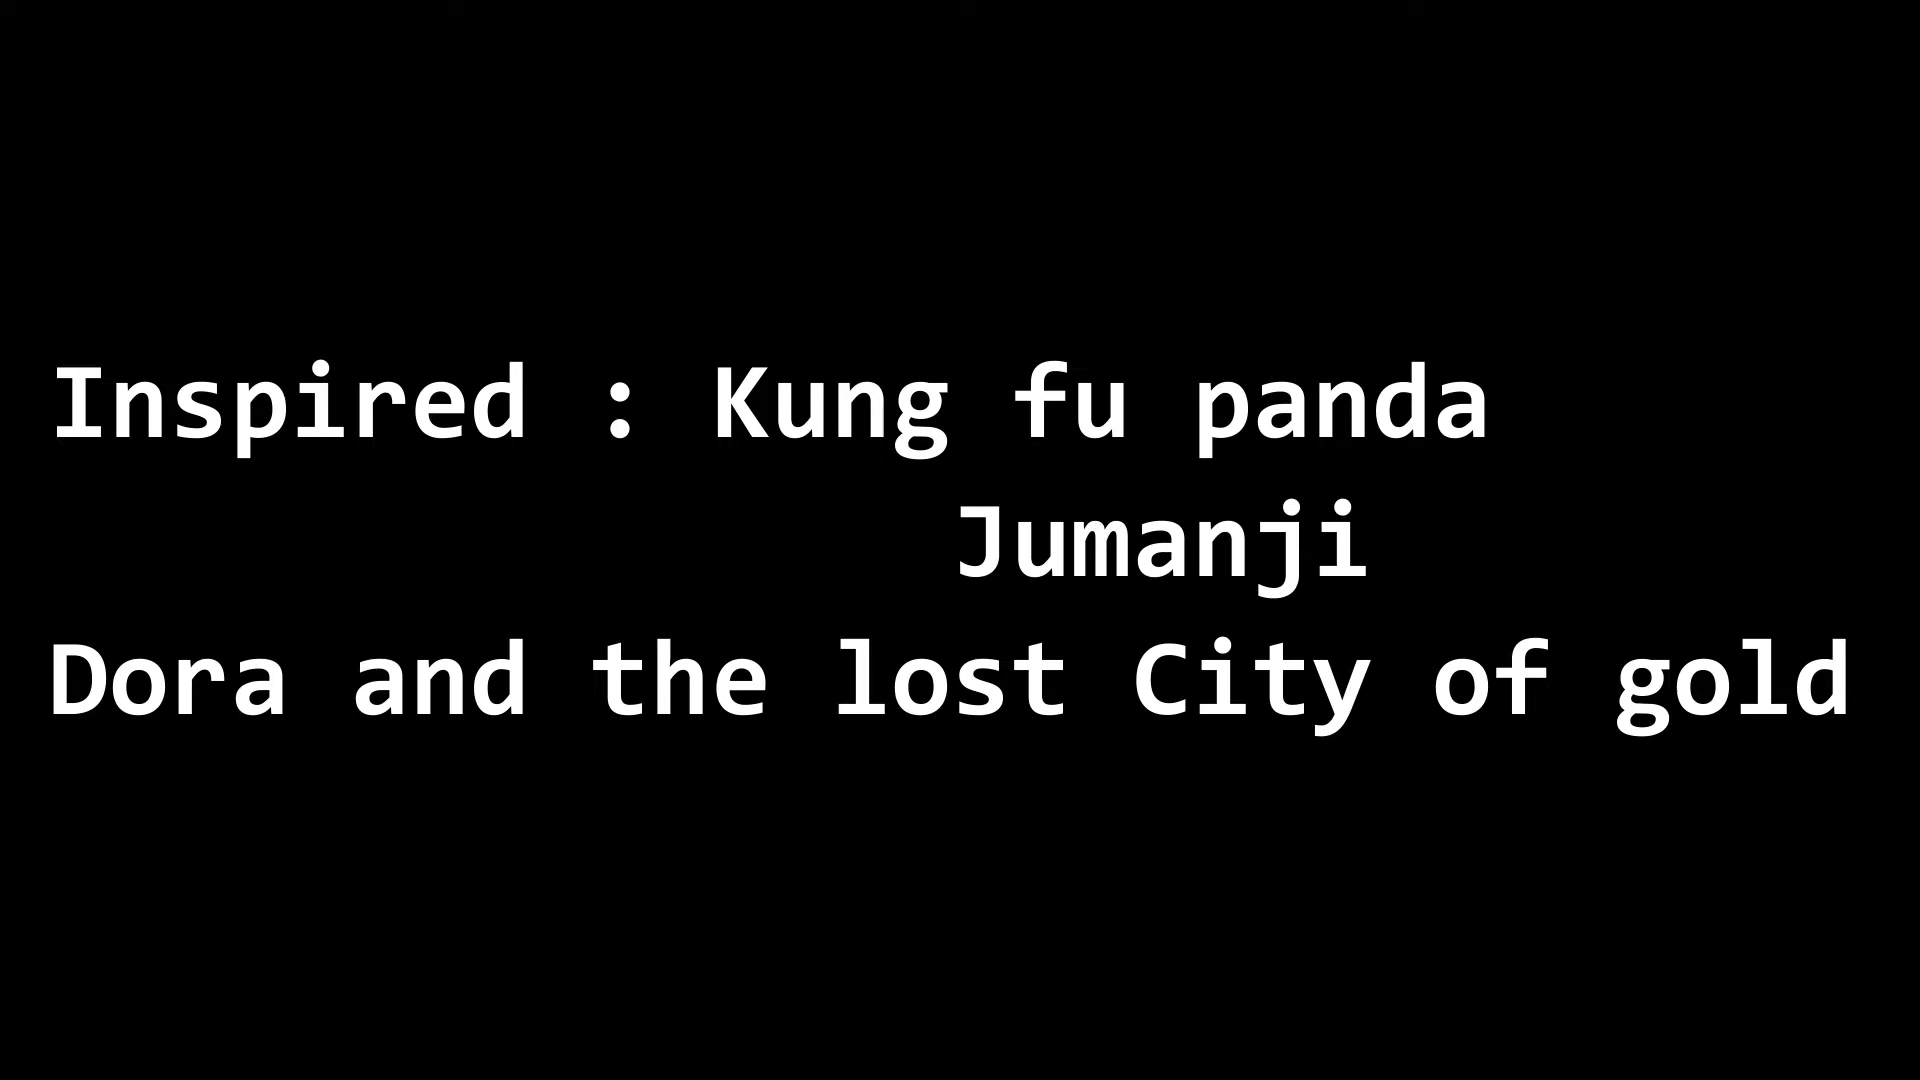 Inspired : Kung fu panda
Jumanji
Dora and the lost City of gold